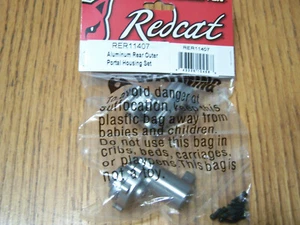 Redcat
RER11407
RER11407
Aluminum Rear Outer
Portal Housing Set
To avoid danger of
suffocation, keep this
plastic bag away from
babies and children.
Do not use this bag in
cribs, beds, carriages,
or playpens. This bag is
not a toy.